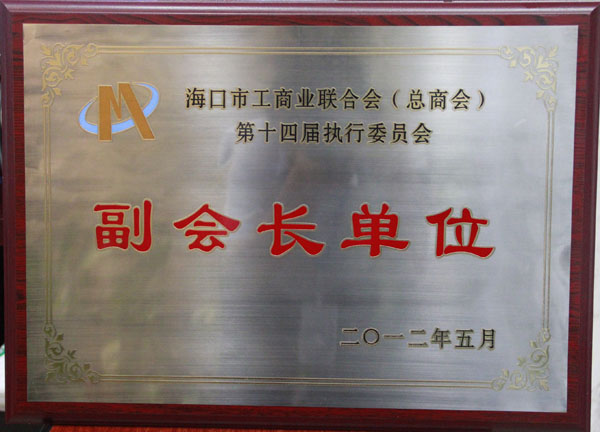 海口市工商业联合会（总商会）
第十四届执行委员会
副会长单位
二〇一二年五月